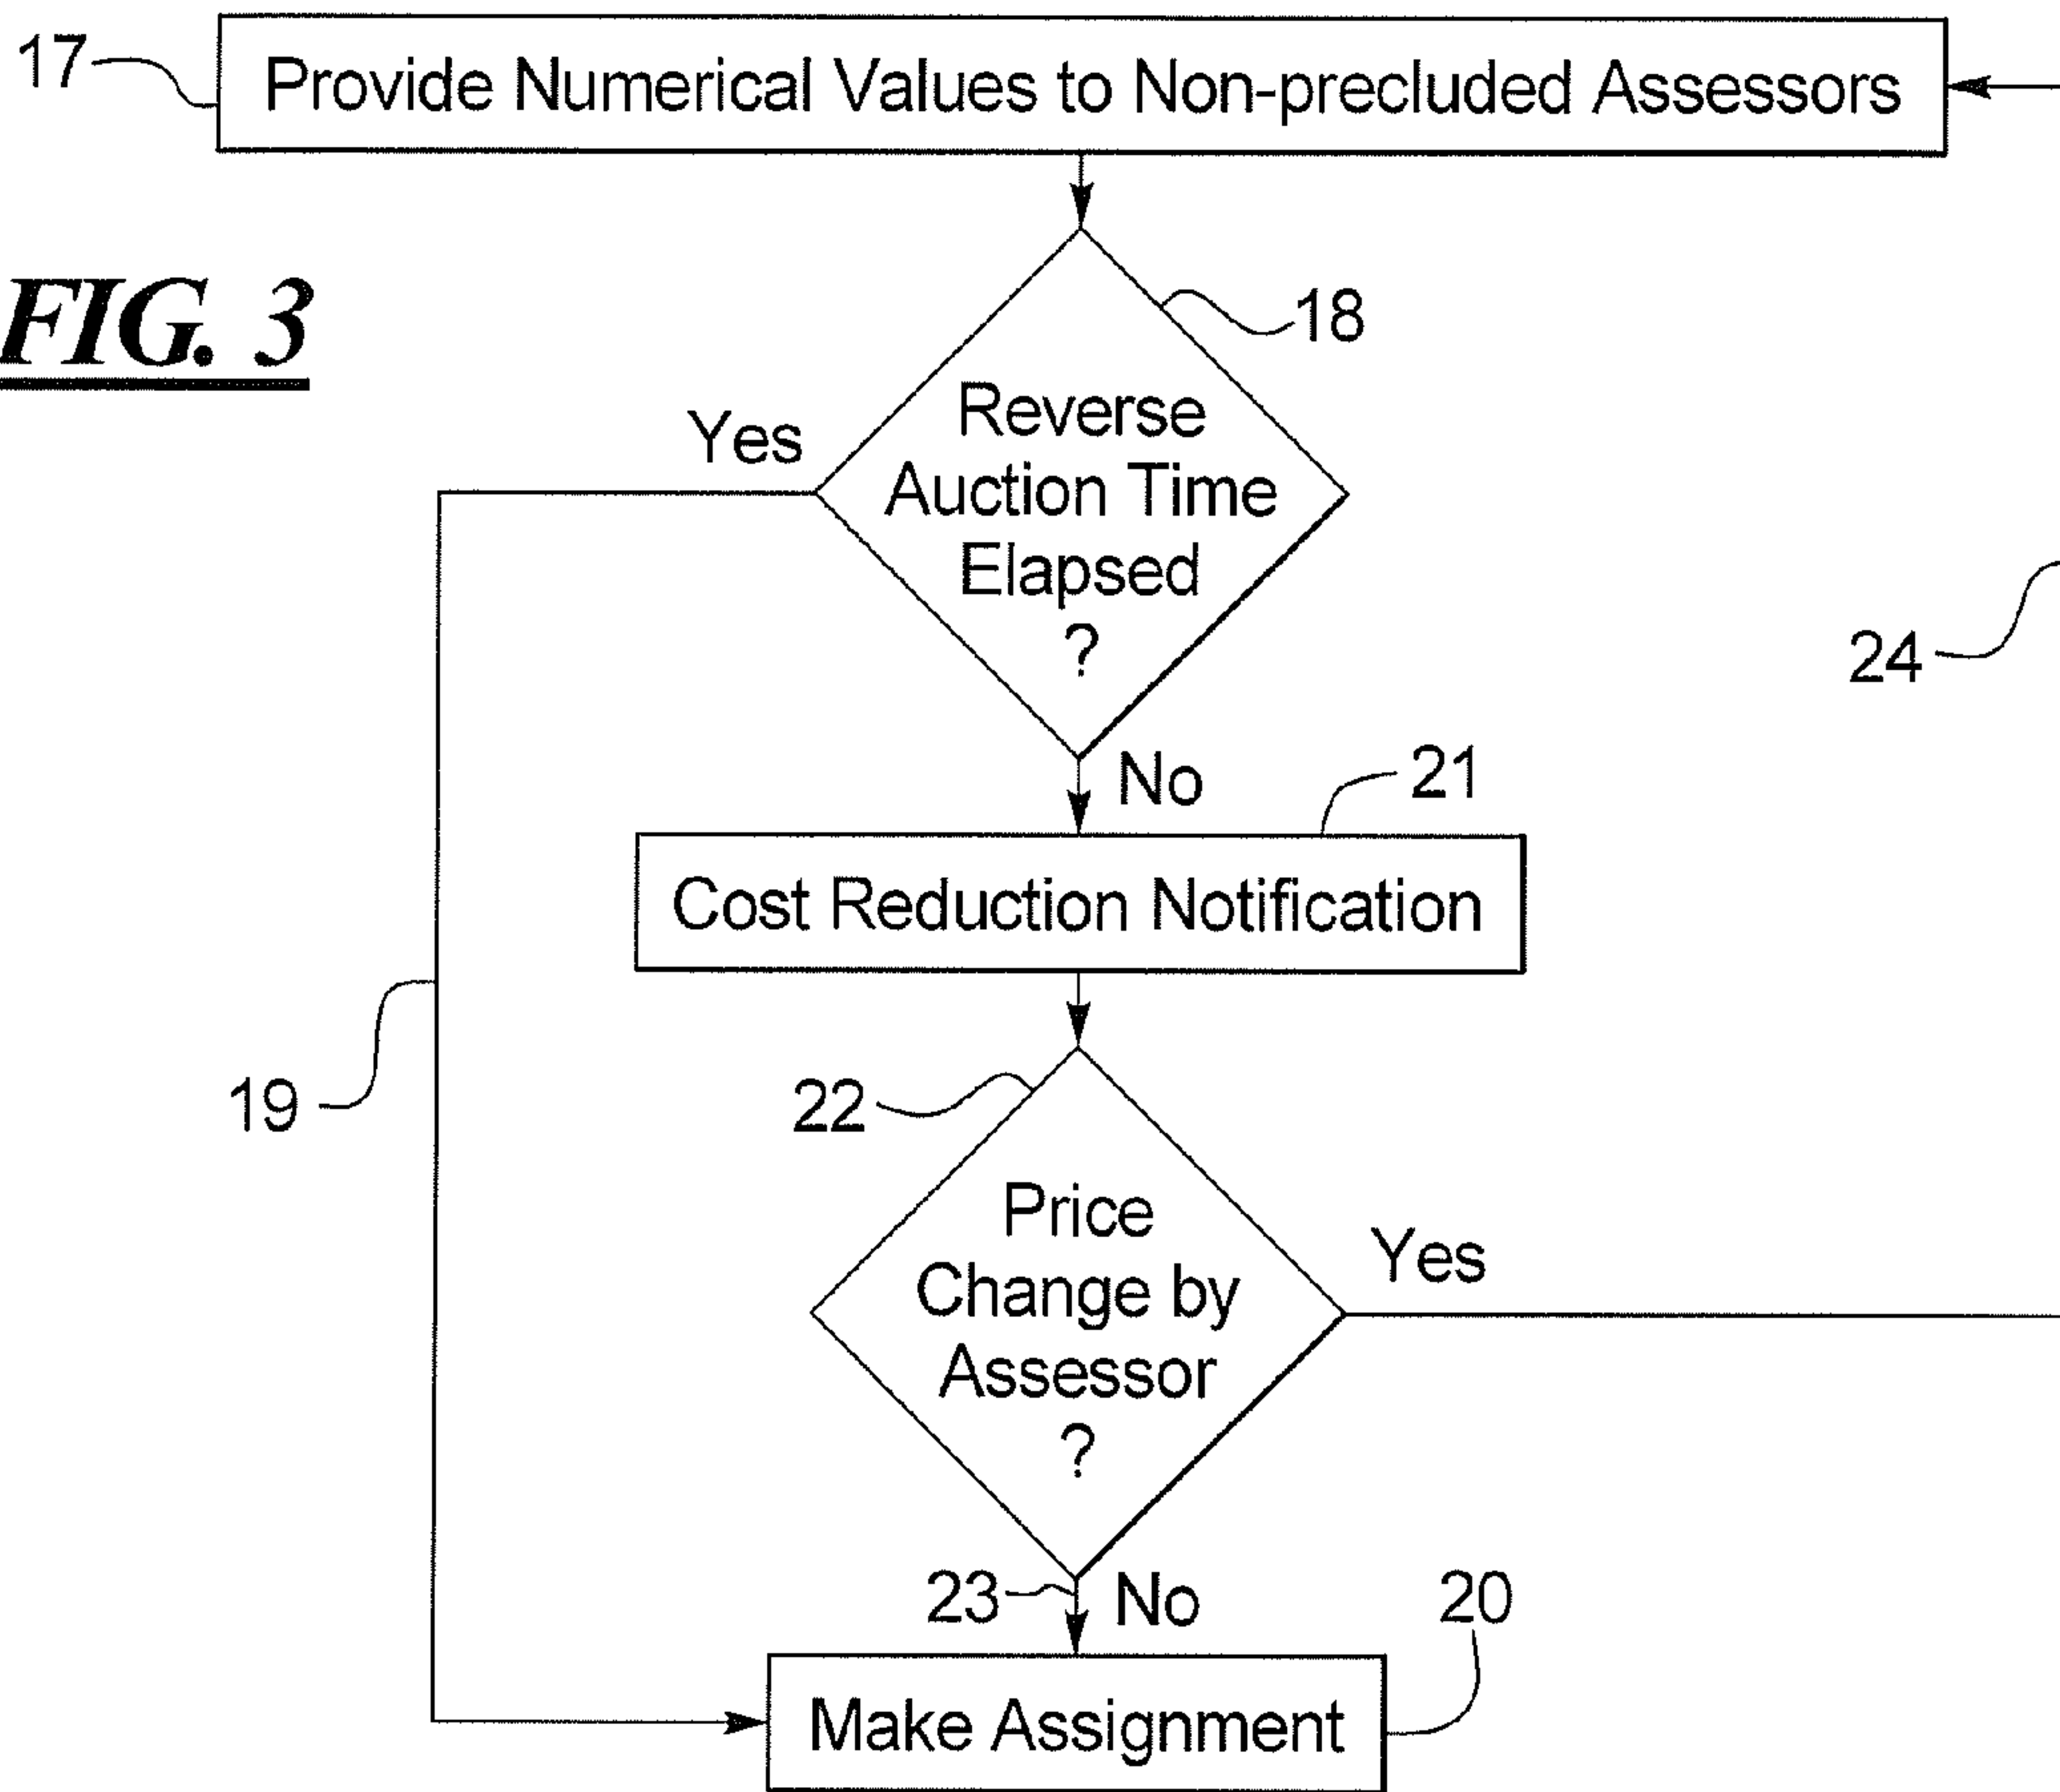 17
Provide Numerical Values to Non-precluded Assessors
FIG. 3
18
Yes
Reverse
Auction Time
Elapsed
?
24
No
21
Cost Reduction Notification
19
22
Price
Change by
Assessor
?
Yes
23
No
20
Make Assignment